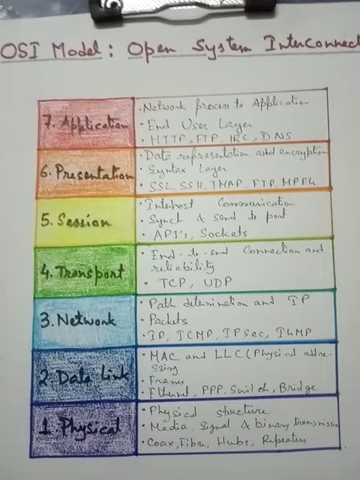 OSI Model: Open System Interconnect
7. Application
• Network process to Application
• End User Layer
• HTTP, FTP, IRC, DNS
6. Presentation
• Data representation and encryption
• Syntax Layer
• SSL, SSH, IMAP, FTP, MPEG
5. Session
• Interhost Communication
• Synch & send to port
• API's, Sockets
4. Transport
• End-to-end Connection and
reliability
• TCP, UDP
3. Network
• Path determination and IP
• Packets
• IP, ICMP, IPSec, IGMP
2. Data Link
• MAC and LLC (Physical addre-
ssing
• Frames
• Ethernet, PPP, Switch, Bridge
1. Physical
• Physical structure
• Media, Signal & binary transmission
• Coax, Fibre, Hubs, Repeaters